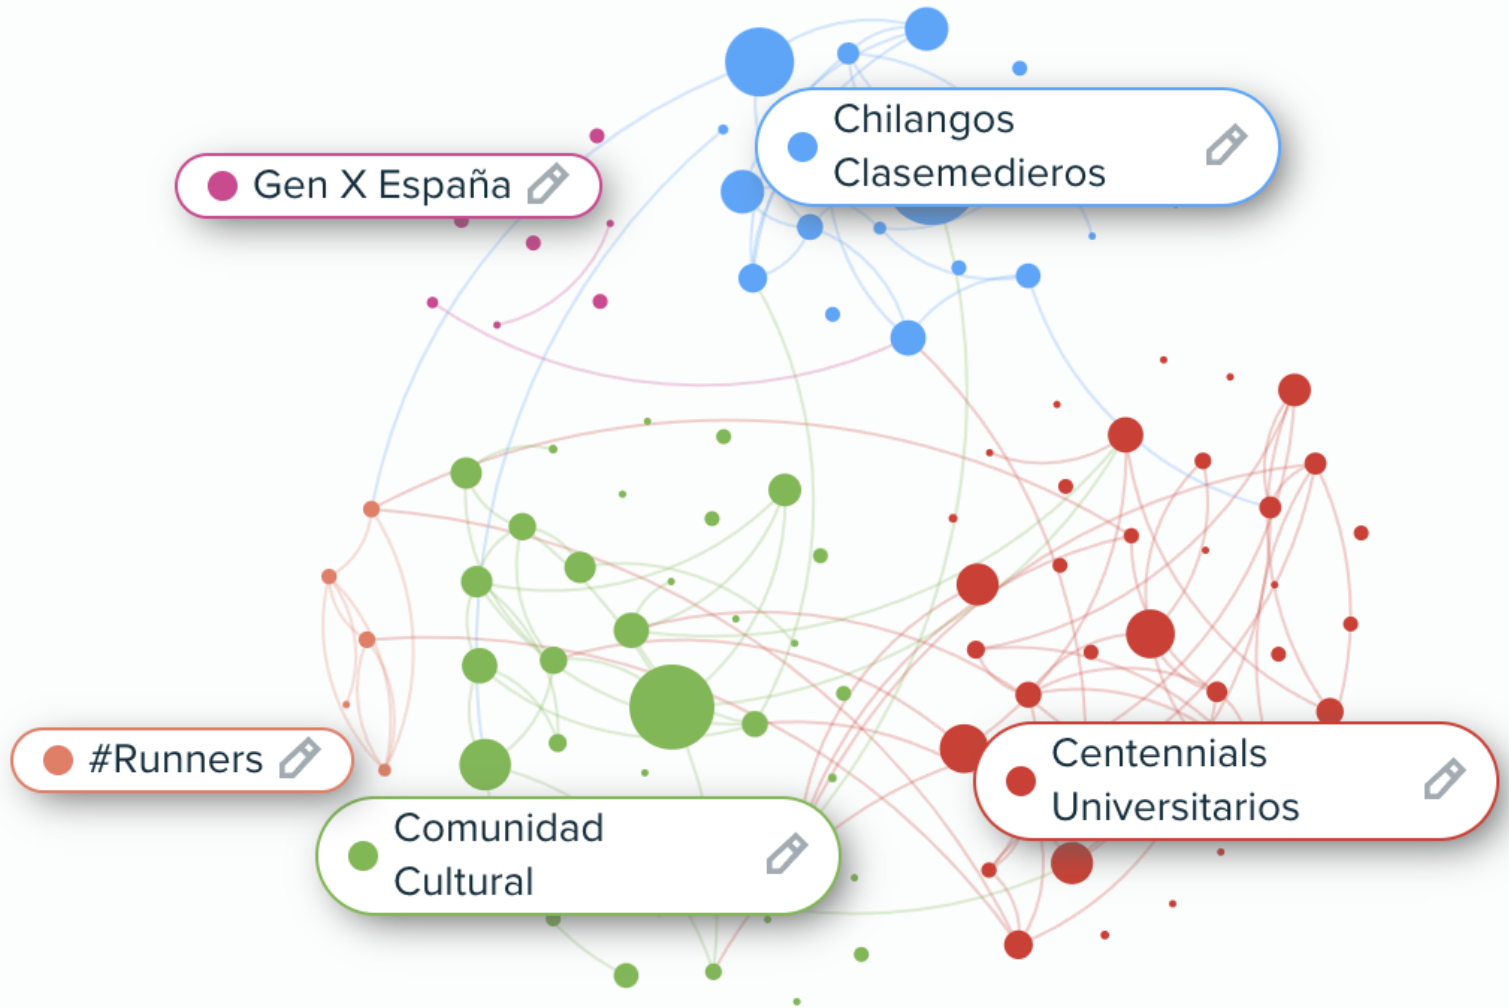 Chilangos
Clasemedieros
Gen X España
#Runners
Centennials
Universitarios
Comunidad
Cultural